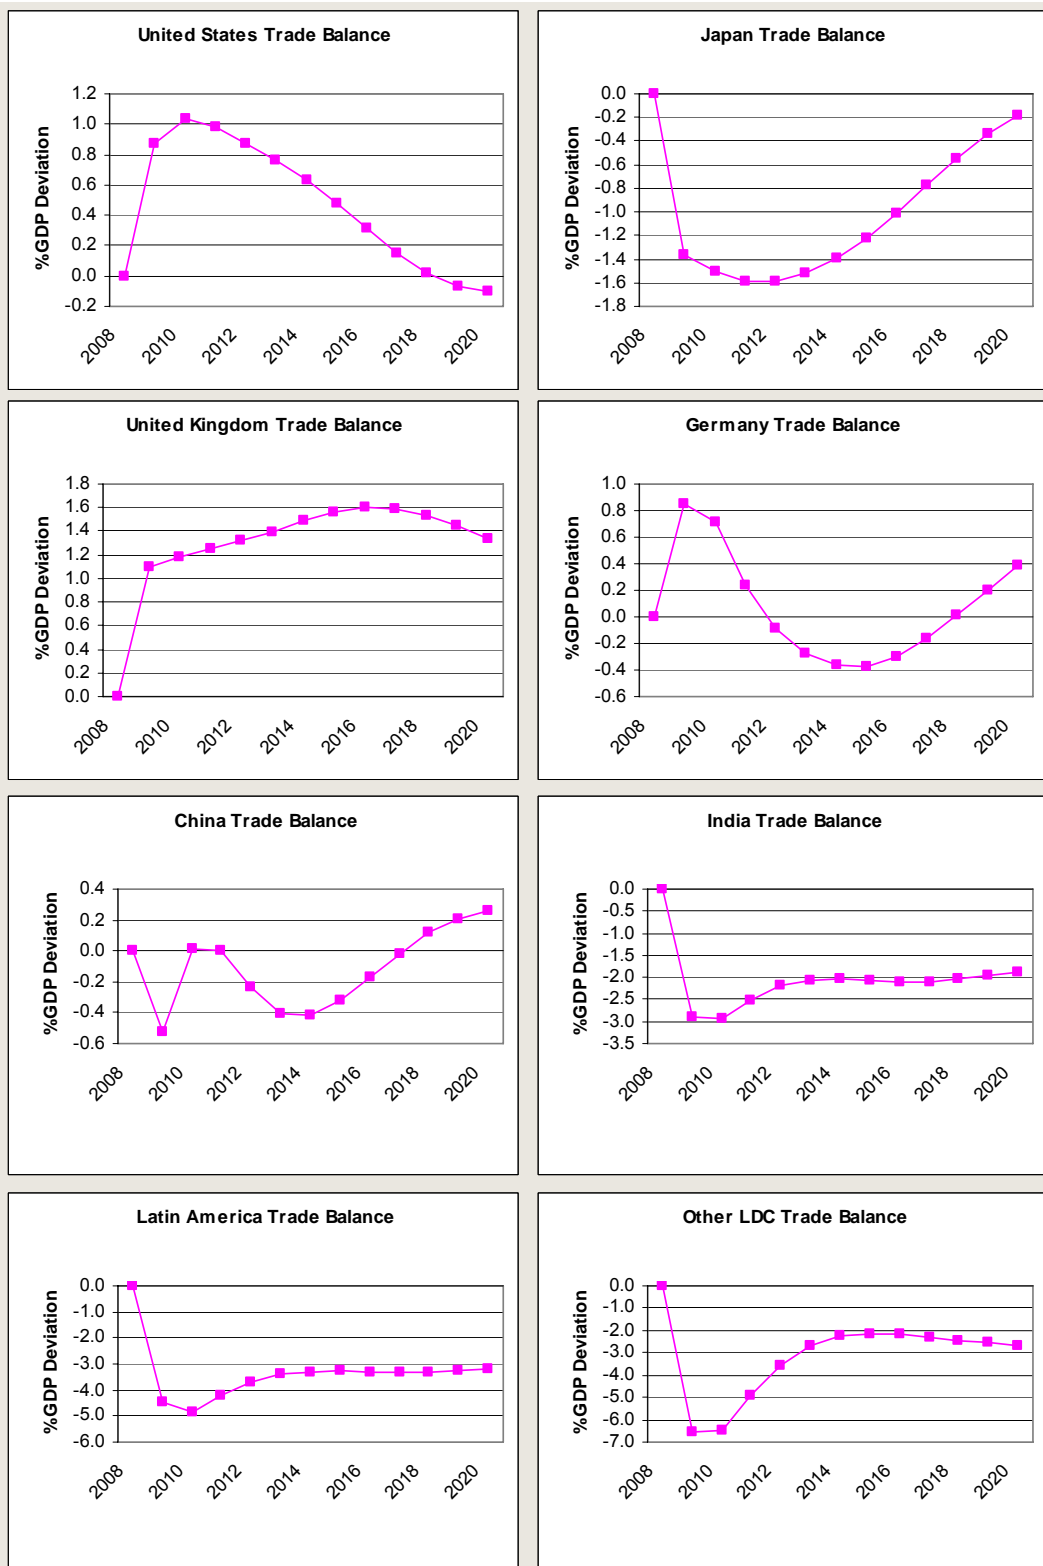 United States Trade Balance
%GDP Deviation
1.2
1.0
0.8
0.6
0.4
0.2
0.0
-0.2
2008 2010 2012 2014 2016 2018 2020
Japan Trade Balance
%GDP Deviation
0.0
-0.2
-0.4
-0.6
-0.8
-1.0
-1.2
-1.4
-1.6
-1.8
2008 2010 2012 2014 2016 2018 2020
United Kingdom Trade Balance
%GDP Deviation
1.8
1.6
1.4
1.2
1.0
0.8
0.6
0.4
0.2
0.0
2008 2010 2012 2014 2016 2018 2020
Germany Trade Balance
%GDP Deviation
1.0
0.8
0.6
0.4
0.2
0.0
-0.2
-0.4
-0.6
2008 2010 2012 2014 2016 2018 2020
China Trade Balance
%GDP Deviation
0.4
0.2
0.0
-0.2
-0.4
-0.6
2008 2010 2012 2014 2016 2018 2020
India Trade Balance
%GDP Deviation
0.0
-0.5
-1.0
-1.5
-2.0
-2.5
-3.0
-3.5
2008 2010 2012 2014 2016 2018 2020
Latin America Trade Balance
%GDP Deviation
0.0
-1.0
-2.0
-3.0
-4.0
-5.0
-6.0
2008 2010 2012 2014 2016 2018 2020
Other LDC Trade Balance
%GDP Deviation
0.0
-1.0
-2.0
-3.0
-4.0
-5.0
-6.0
-7.0
2008 2010 2012 2014 2016 2018 2020